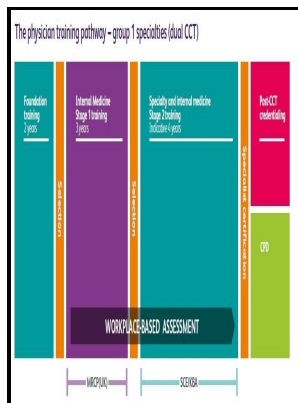 The physician training pathway – group 1 specialties (dual CCT)
Foundation
training
2 years
Selection
Internal Medicine
Stage 1 training
3 years
Selection
Specialty and internal medicine
Stage 2 training
Indicative 4 years
Specialist certification
Post-CCT
credentialing
CPD
WORKPLACE-BASED ASSESSMENT
MRCP(UK)
SCE/KBA